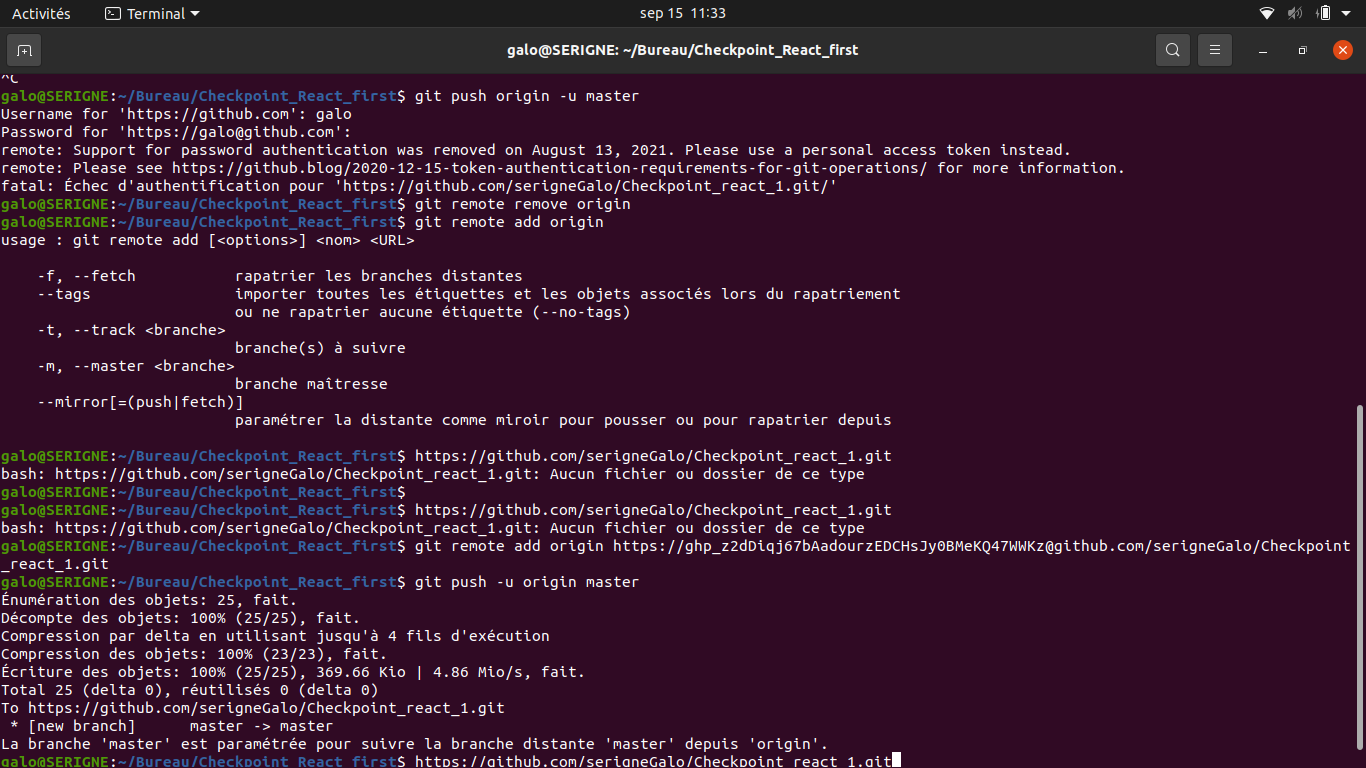 Activités
Terminal
sep 15 11:33
galo@SERIGNE: ~/Bureau/Checkpoint_React_first
^C
galo@SERIGNE:~/Bureau/Checkpoint_React_first$ git push origin -u master
Username for 'https://github.com': galo
Password for 'https://galo@github.com':
remote: Support for password authentication was removed on August 13, 2021. Please use a personal access token instead.
remote: Please see https://github.blog/2020-12-15-token-authentication-requirements-for-git-operations/ for more information.
fatal: Échec d'authentification pour 'https://github.com/serigneGalo/Checkpoint_react_1.git/'
galo@SERIGNE:~/Bureau/Checkpoint_React_first$ git remote remove origin
galo@SERIGNE:~/Bureau/Checkpoint_React_first$ git remote add origin
usage : git remote add [<options>] <nom> <URL>
-f, --fetch rapatrier les branches distantes
--tags importer toutes les étiquettes et les objets associés lors du rapatriement
ou ne rapatrier aucune étiquette (--no-tags)
-t, --track <branche>
branche(s) à suivre
-m, --master <branche>
branche maîtresse
--mirror[=(push|fetch)]
paramétrer la distante comme miroir pour pousser ou pour rapatrier depuis
galo@SERIGNE:~/Bureau/Checkpoint_React_first$ https://github.com/serigneGalo/Checkpoint_react_1.git
bash: https://github.com/serigneGalo/Checkpoint_react_1.git: Aucun fichier ou dossier de ce type
galo@SERIGNE:~/Bureau/Checkpoint_React_first$
galo@SERIGNE:~/Bureau/Checkpoint_React_first$ https://github.com/serigneGalo/Checkpoint_react_1.git
bash: https://github.com/serigneGalo/Checkpoint_react_1.git: Aucun fichier ou dossier de ce type
galo@SERIGNE:~/Bureau/Checkpoint_React_first$ git remote add origin https://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@github.com/serigneGalo/Checkpoint
_react_1.git
galo@SERIGNE:~/Bureau/Checkpoint_React_first$ git push -u origin master
Énumération des objets: 25, fait.
Décompte des objets: 100% (25/25), fait.
Compression par delta en utilisant jusqu'à 4 fils d'exécution
Compression des objets: 100% (23/23), fait.
Écriture des objets: 100% (25/25), 369.66 Kio | 4.86 Mio/s, fait.
Total 25 (delta 0), réutilisés 0 (delta 0)
To https://github.com/serigneGalo/Checkpoint_react_1.git
* [new branch] master -> master
La branche 'master' est paramétrée pour suivre la branche distante 'master' depuis 'origin'.
galo@SERIGNE:~/Bureau/Checkpoint_React_first$ https://github.com/serigneGalo/Checkpoint_react_1.git